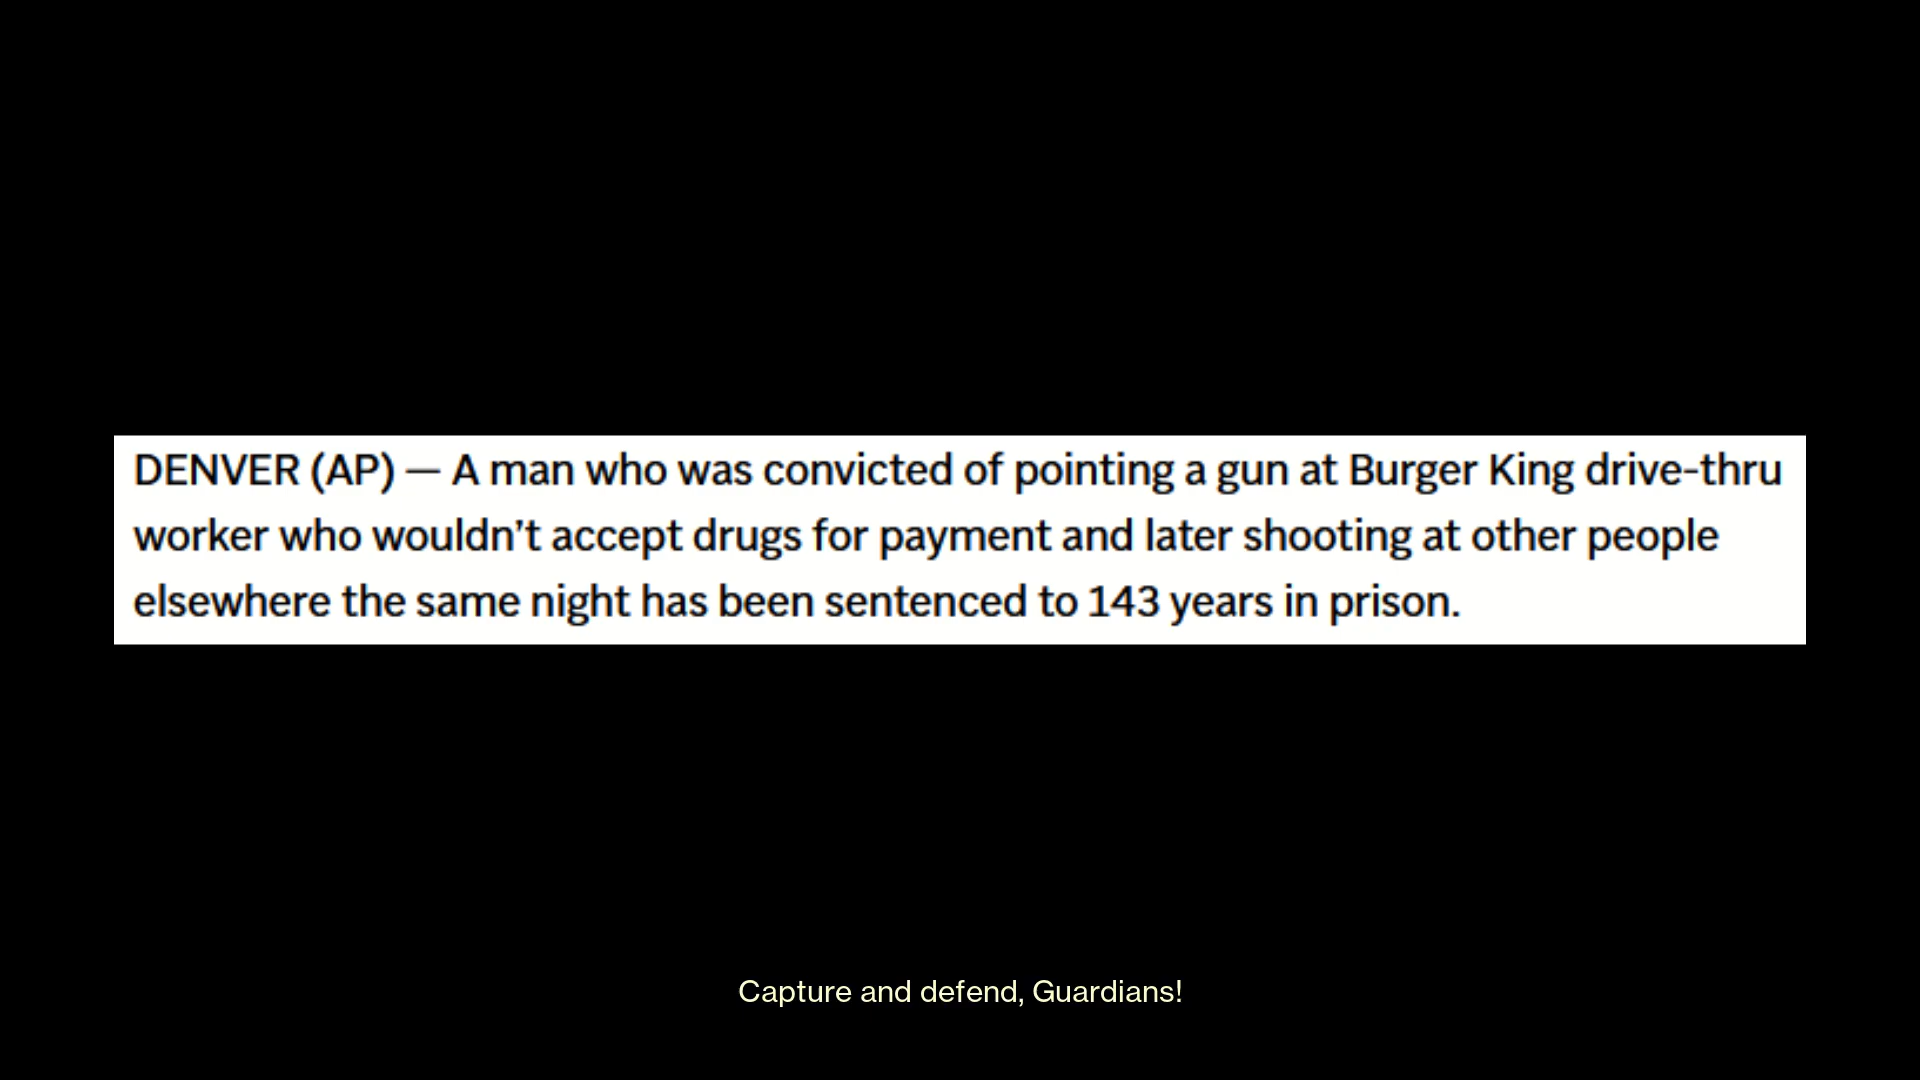 DENVER (AP) — A man who was convicted of pointing a gun at Burger King drive-thru
worker who wouldn’t accept drugs for payment and later shooting at other people
elsewhere the same night has been sentenced to 143 years in prison.
Capture and defend, Guardians!